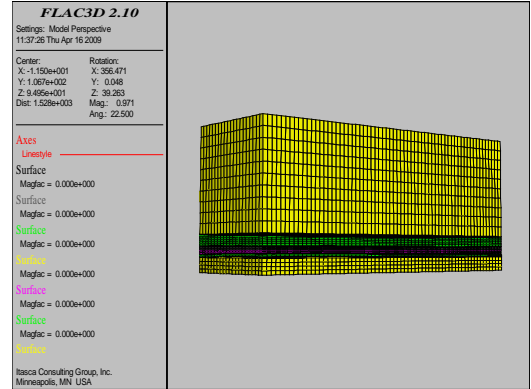 FLAC3D 2.10
Settings: Model Perspective
11:37:26 Thu Apr 16 2009
Center: Rotation:
X: -1.150e+001 X: 356.471
Y: 1.067e+002 Y: 0.048
Z: 9.495e+001 Z: 39.263
Dist: 1.528e+003 Mag.: 0.971
Ang.: 22.500
Axes
Linestyle
Surface
Magfac = 0.000e+000
Surface
Magfac = 0.000e+000
Surface
Magfac = 0.000e+000
Surface
Magfac = 0.000e+000
Surface
Magfac = 0.000e+000
Surface
Magfac = 0.000e+000
Surface
Itasca Consulting Group, Inc.
Minneapolis, MN USA